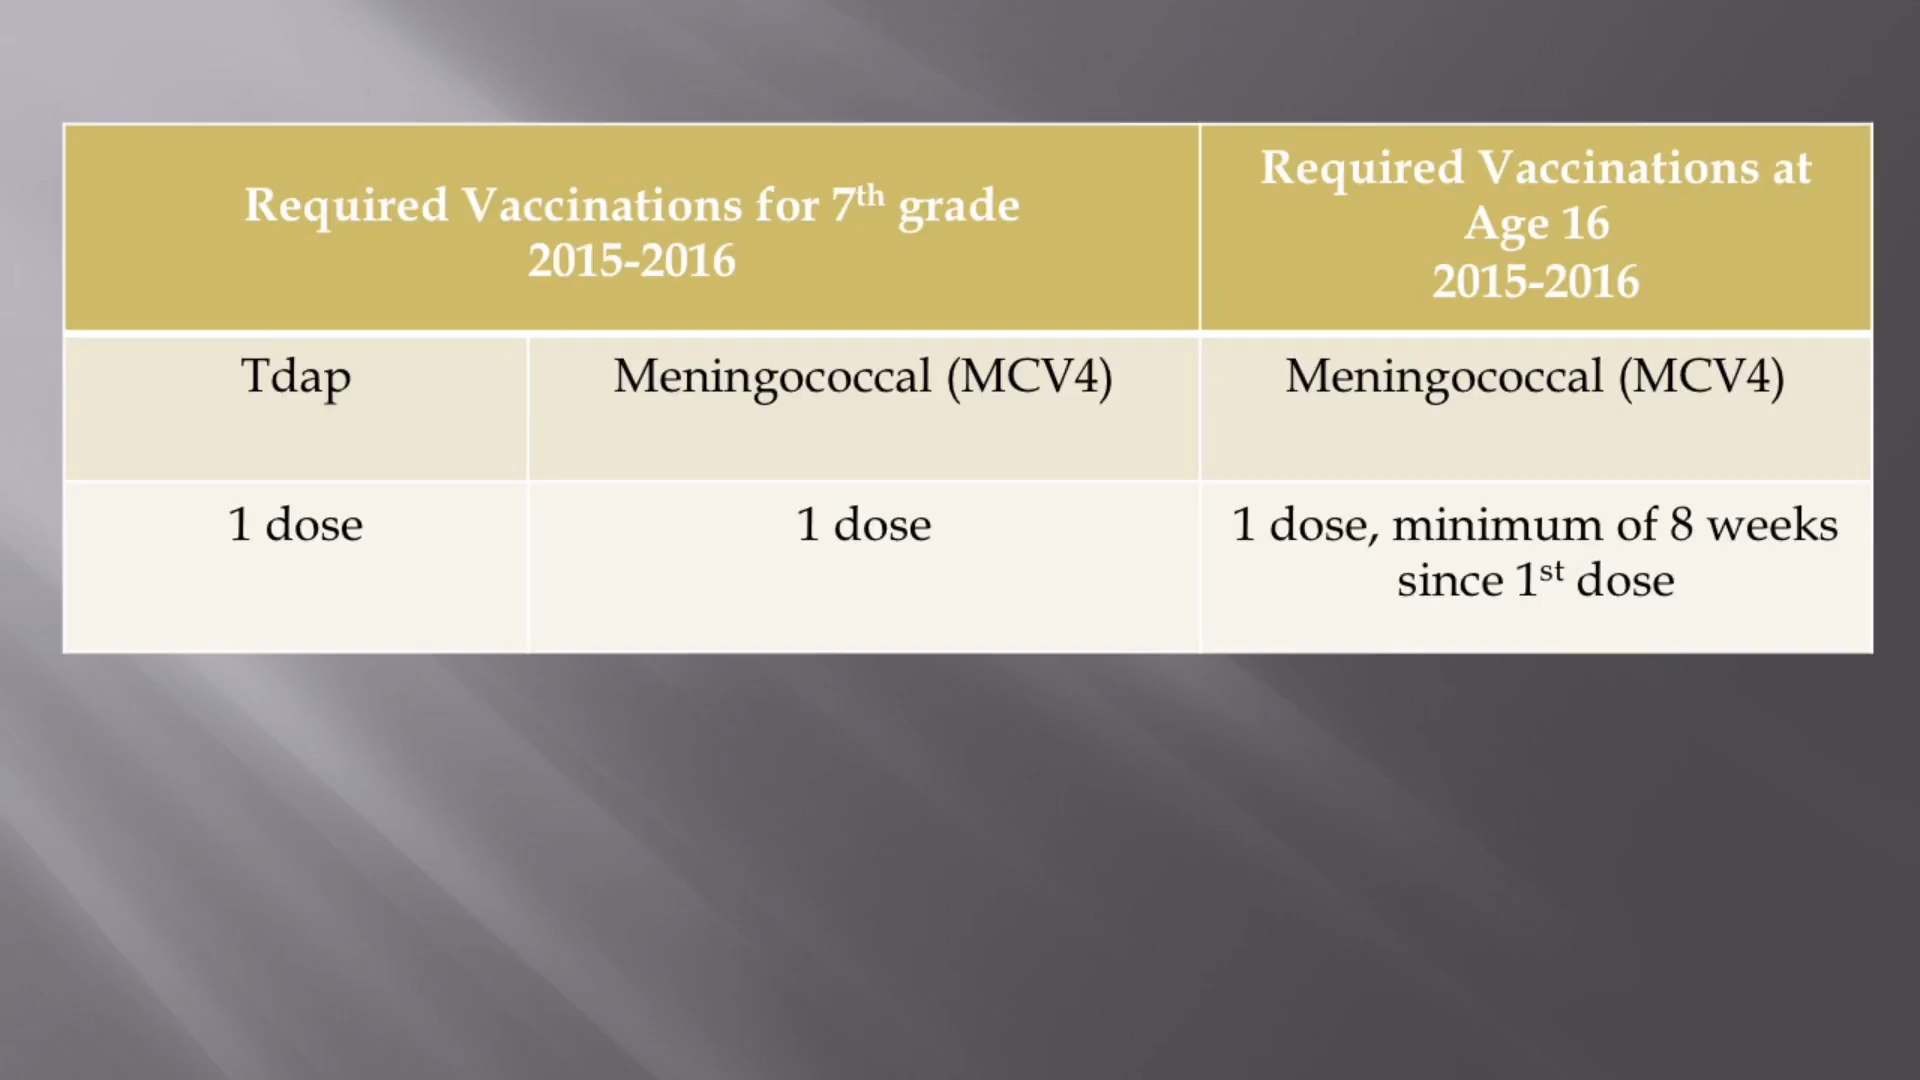 Required Vaccinations for 7th grade
2015-2016
Required Vaccinations at
Age 16
2015-2016
Tdap
Meningococcal (MCV4)
Meningococcal (MCV4)
1 dose
1 dose
1 dose, minimum of 8 weeks
since 1st dose